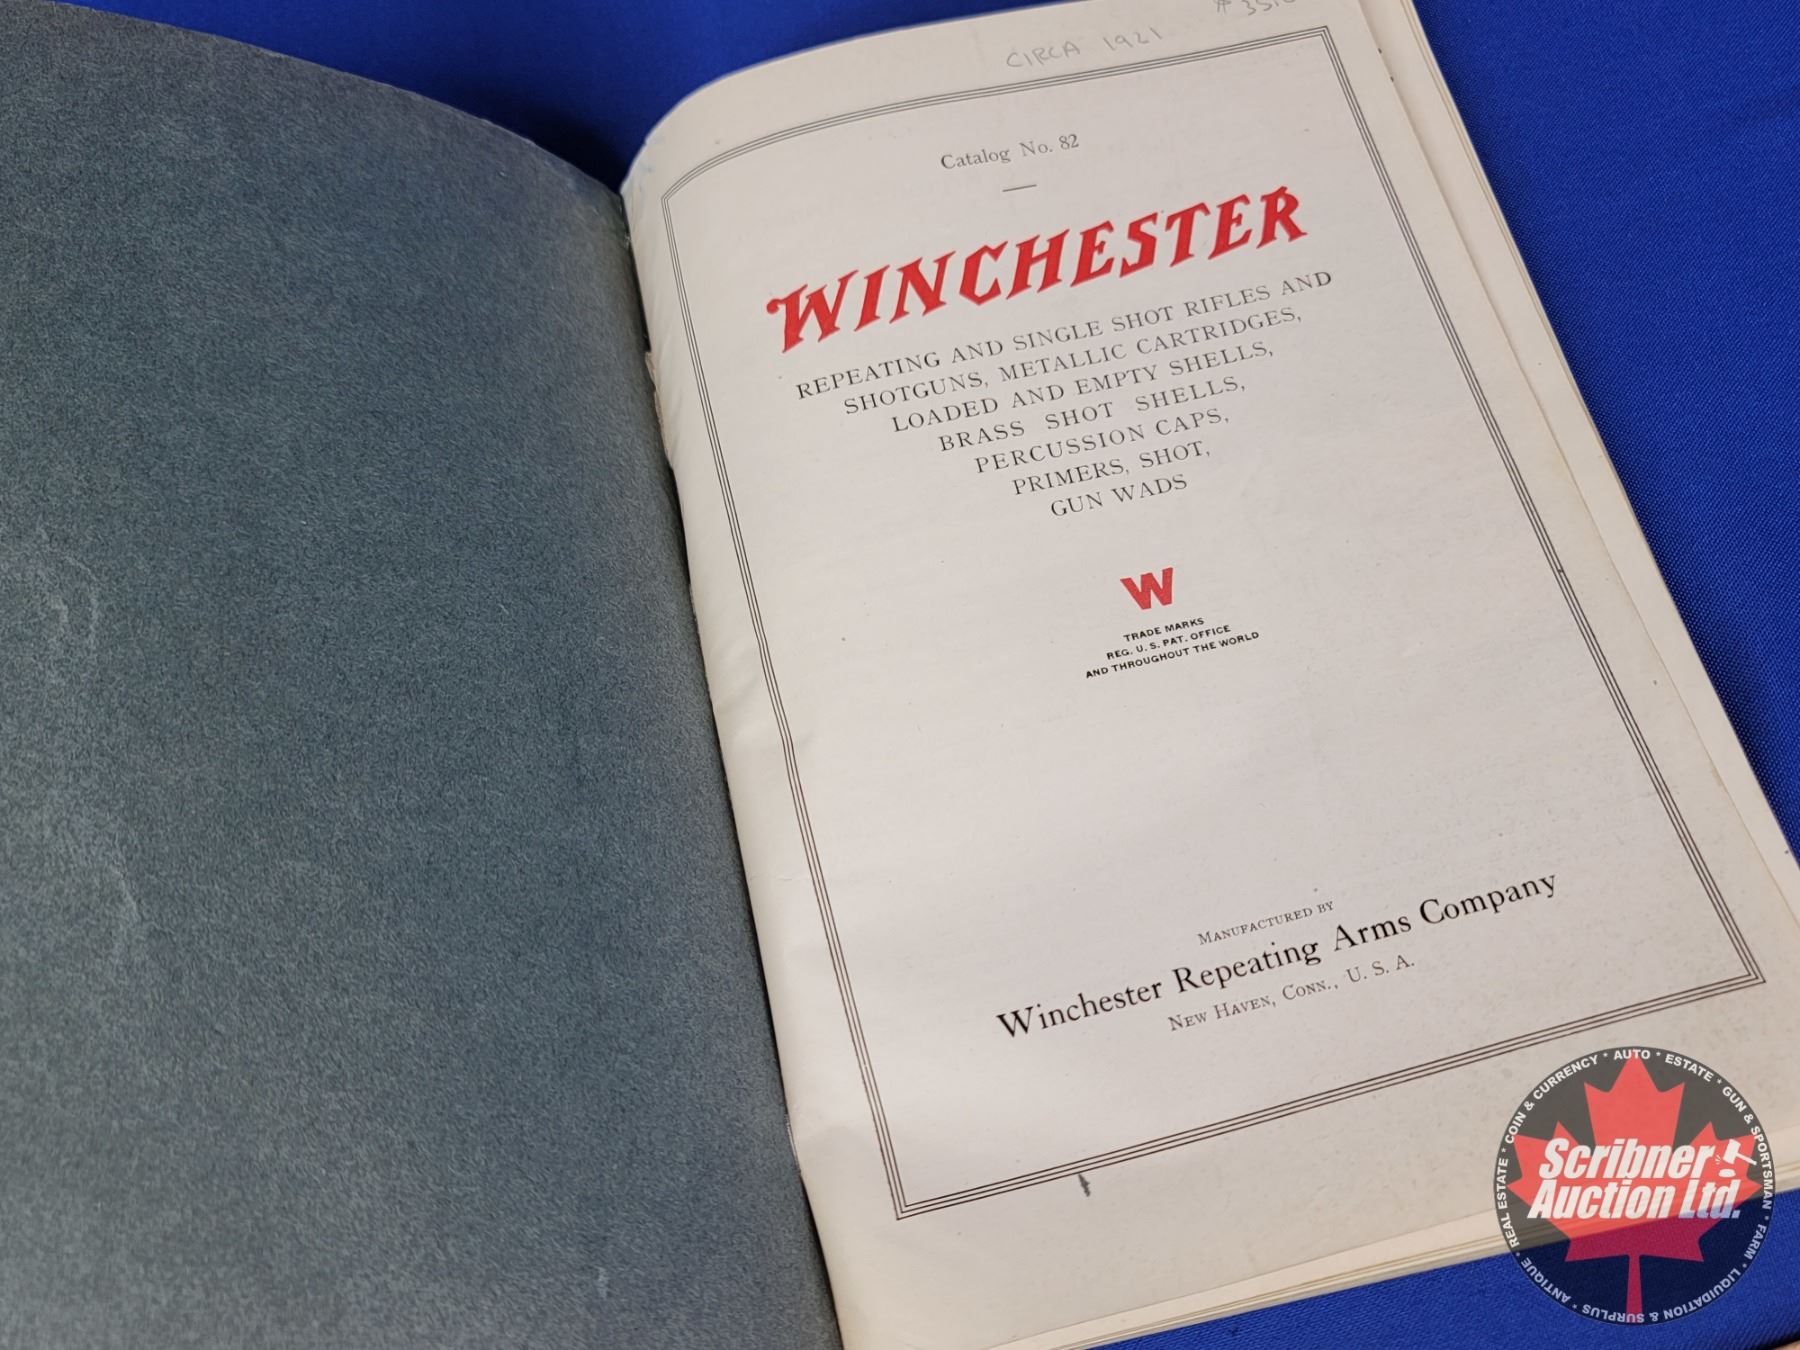 CIRCA 1921
Catalog No. 82
WINCHESTER
REPEATING AND SINGLE SHOT RIFLES AND
SHOTGUNS, METALLIC CARTRIDGES,
LOADED AND EMPTY SHELLS,
BRASS SHOT SHELLS,
PERCUSSION CAPS,
PRIMERS, SHOT,
GUN WADS
W
TRADE MARKS
REG. U. S. PAT. OFFICE
AND THROUGHOUT THE WORLD
MANUFACTURED BY
Winchester Repeating Arms Company
NEW HAVEN, CONN., U. S. A.
Scribner
Auction Ltd.
REAL ESTATE * COIN & CURRENCY * AUTO * ESTATE * GUN & SPORTSMAN * FARM * LIQUIDATION & SURPLUS * ANTIQUE *